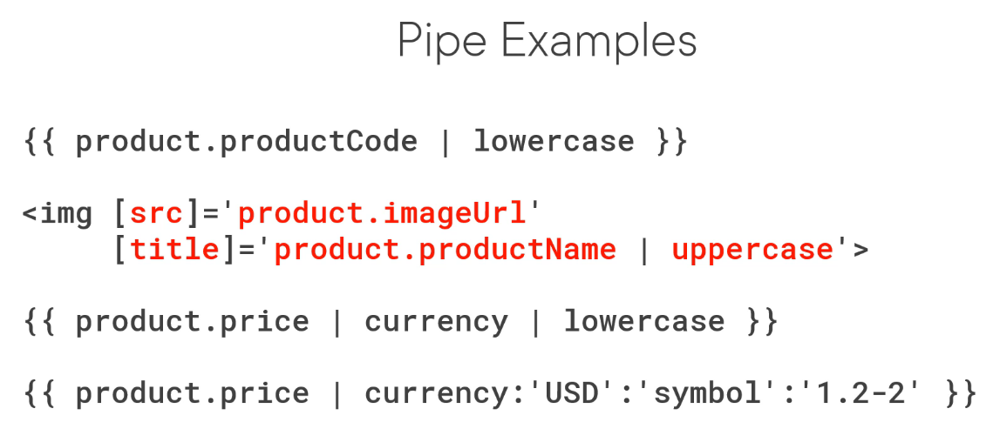 Pipe Examples
{{ product.productCode | lowercase }}
<img [src]='product.imageUrl'
[title]='product.productName | uppercase'>
{{ product.price | currency | lowercase }}
{{ product.price | currency:'USD':'symbol':'1.2-2' }}